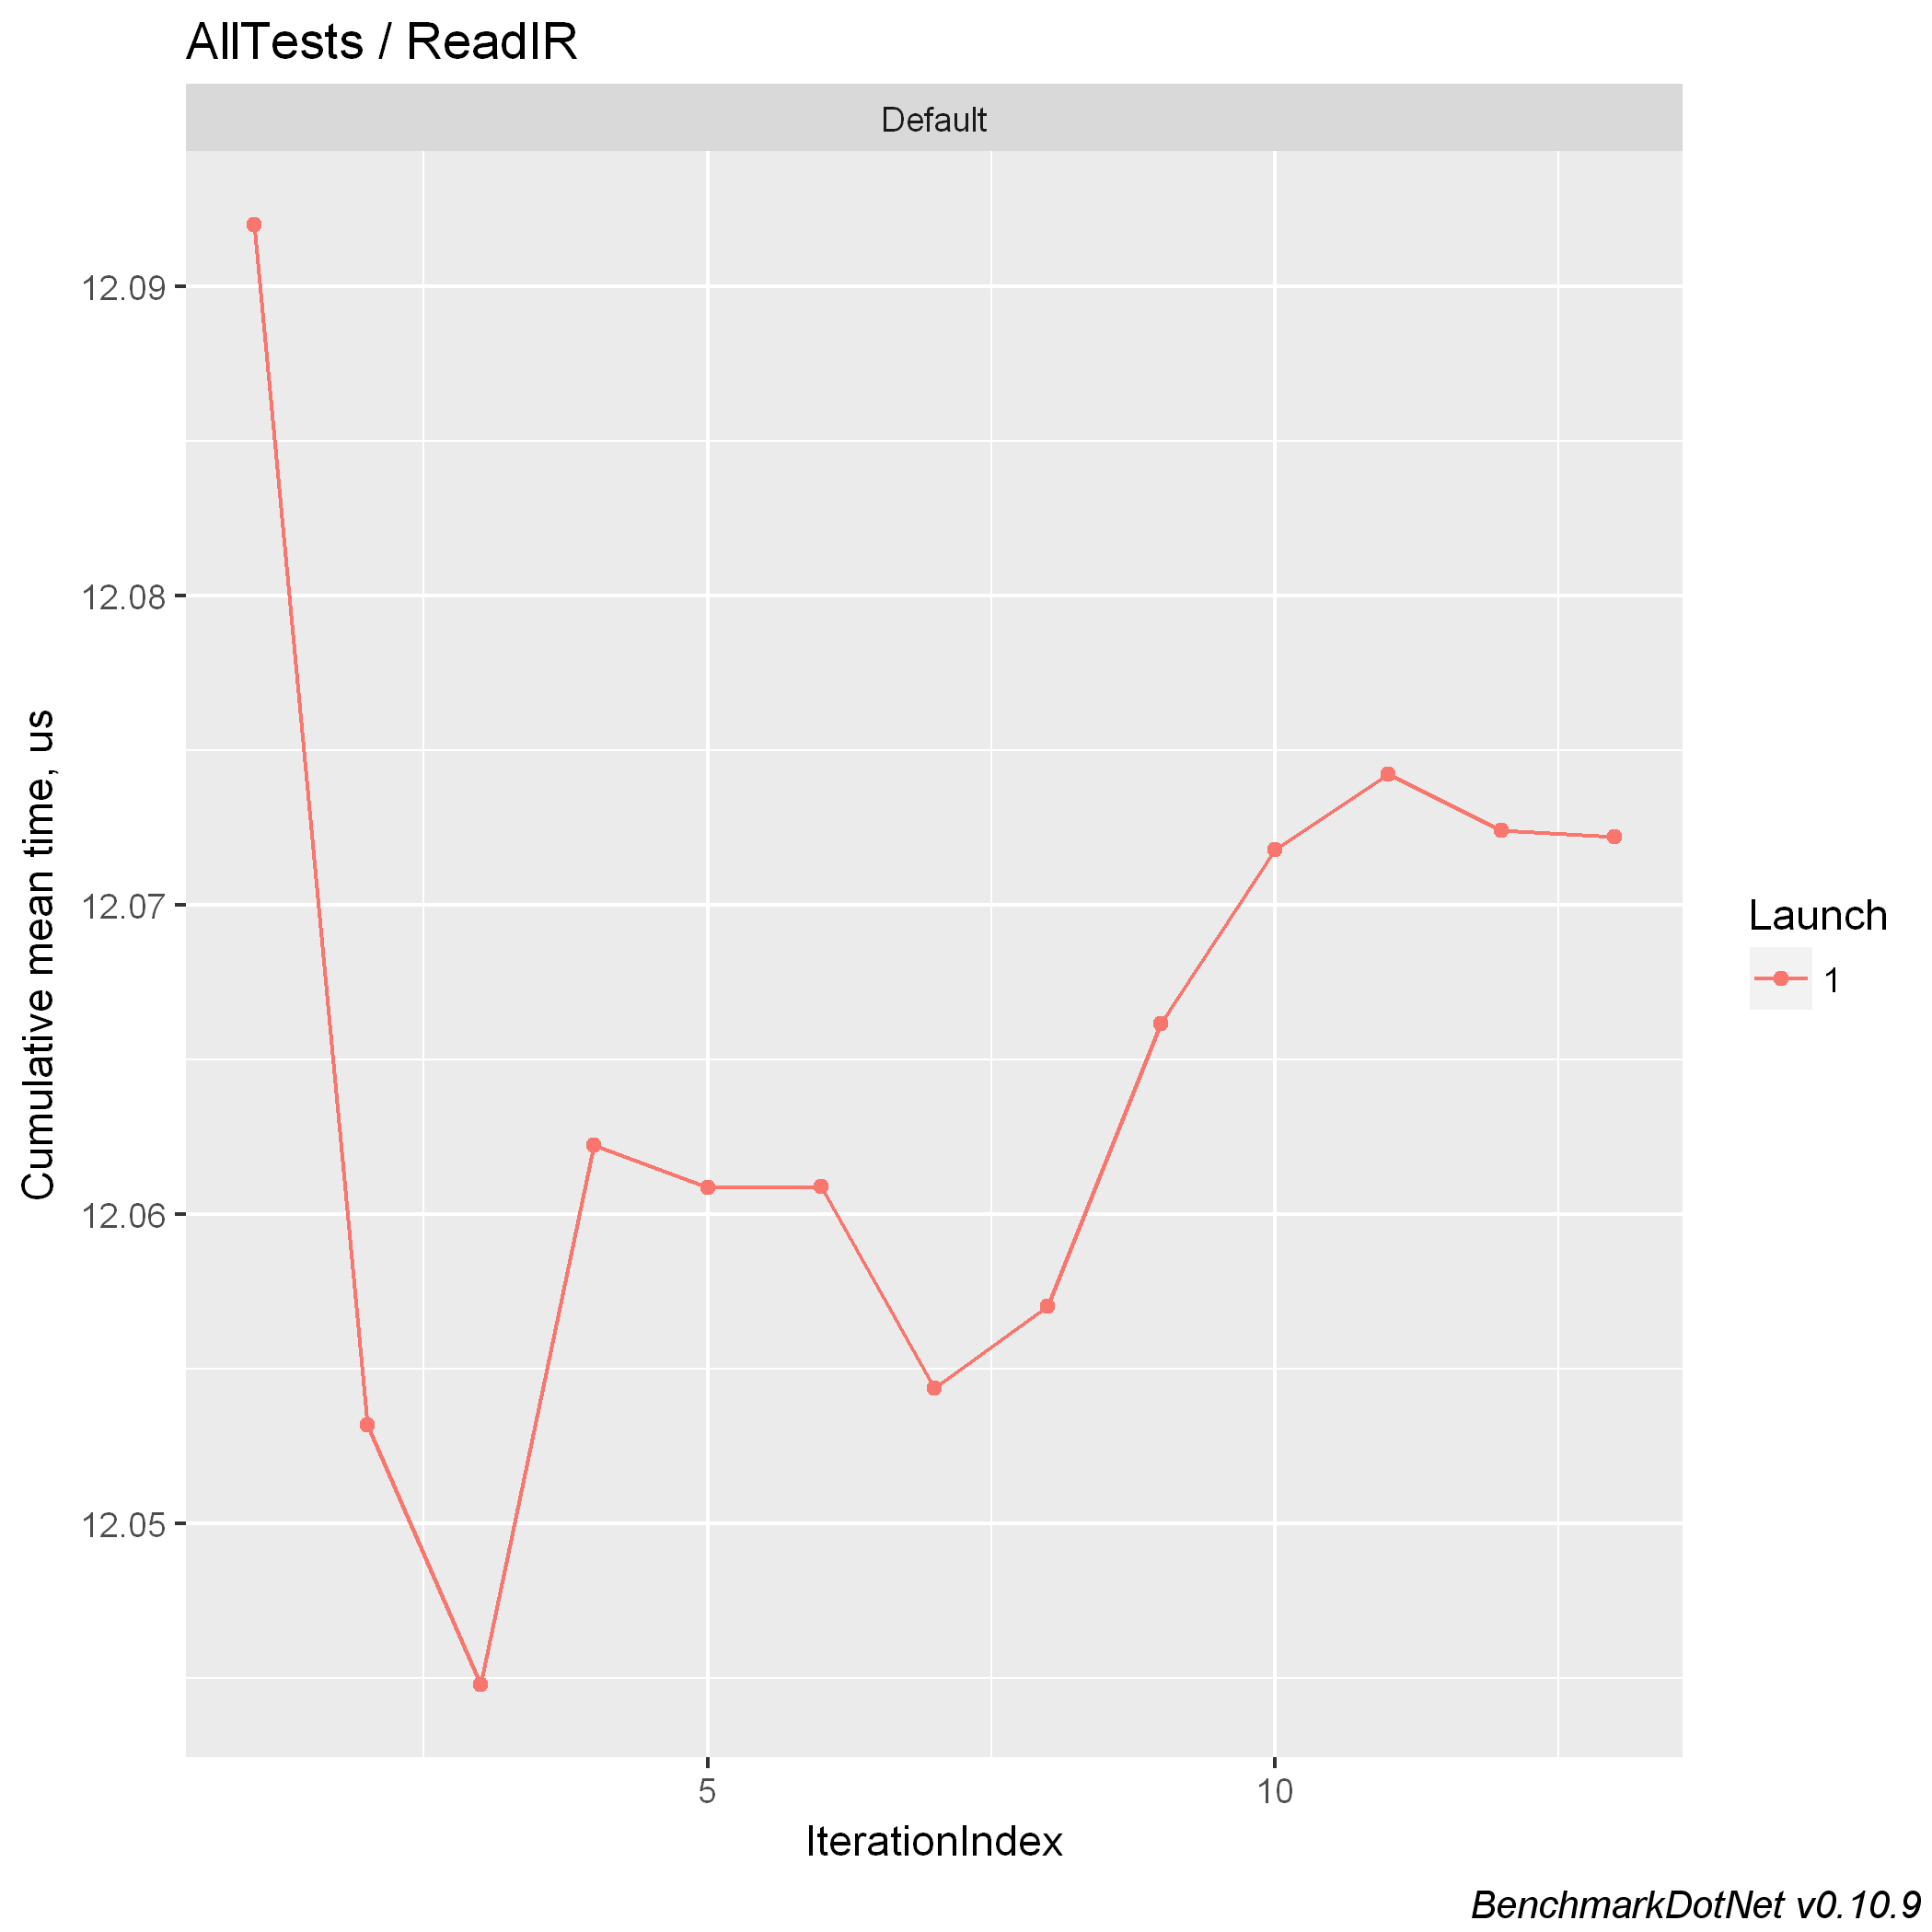 AllTests / ReadIR
Default
12.09
12.08
12.07
12.06
12.05
Cumulative mean time, us
5
10
IterationIndex
Launch
1
BenchmarkDotNet v0.10.9